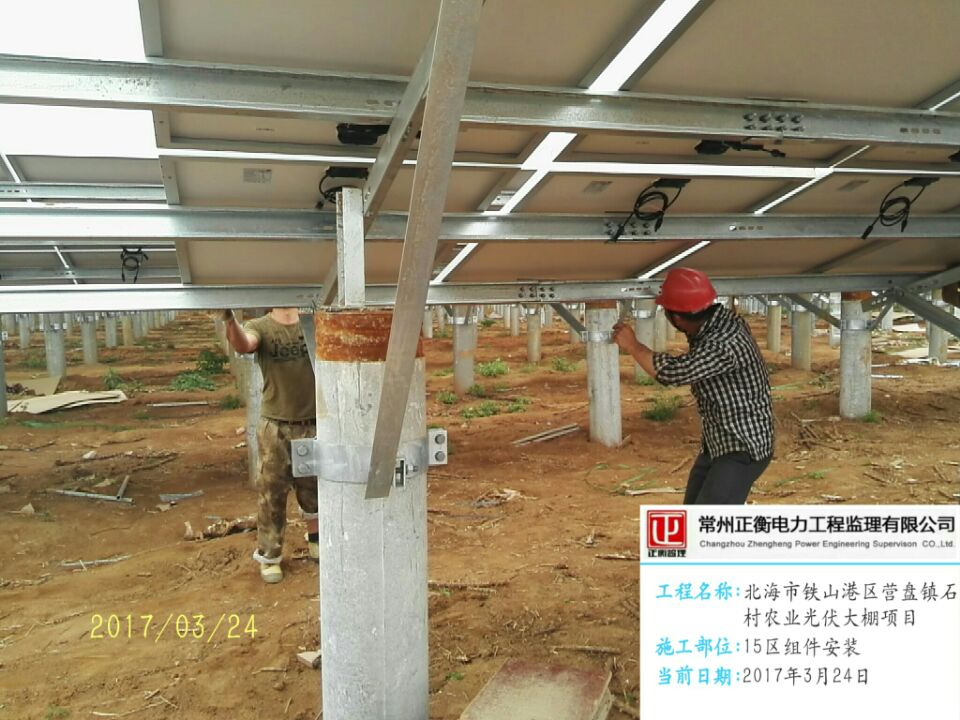 Jeep
2017/03/24
常州正衡电力工程监理有限公司
Changzhou Zhengheng Power Engineering Supervison CO.,Ltd.
正衡监理
工程名称:北海市铁山港区营盘镇石
村农业光伏大棚项目
施工部位:15区组件安装
当前日期:2017年3月24日